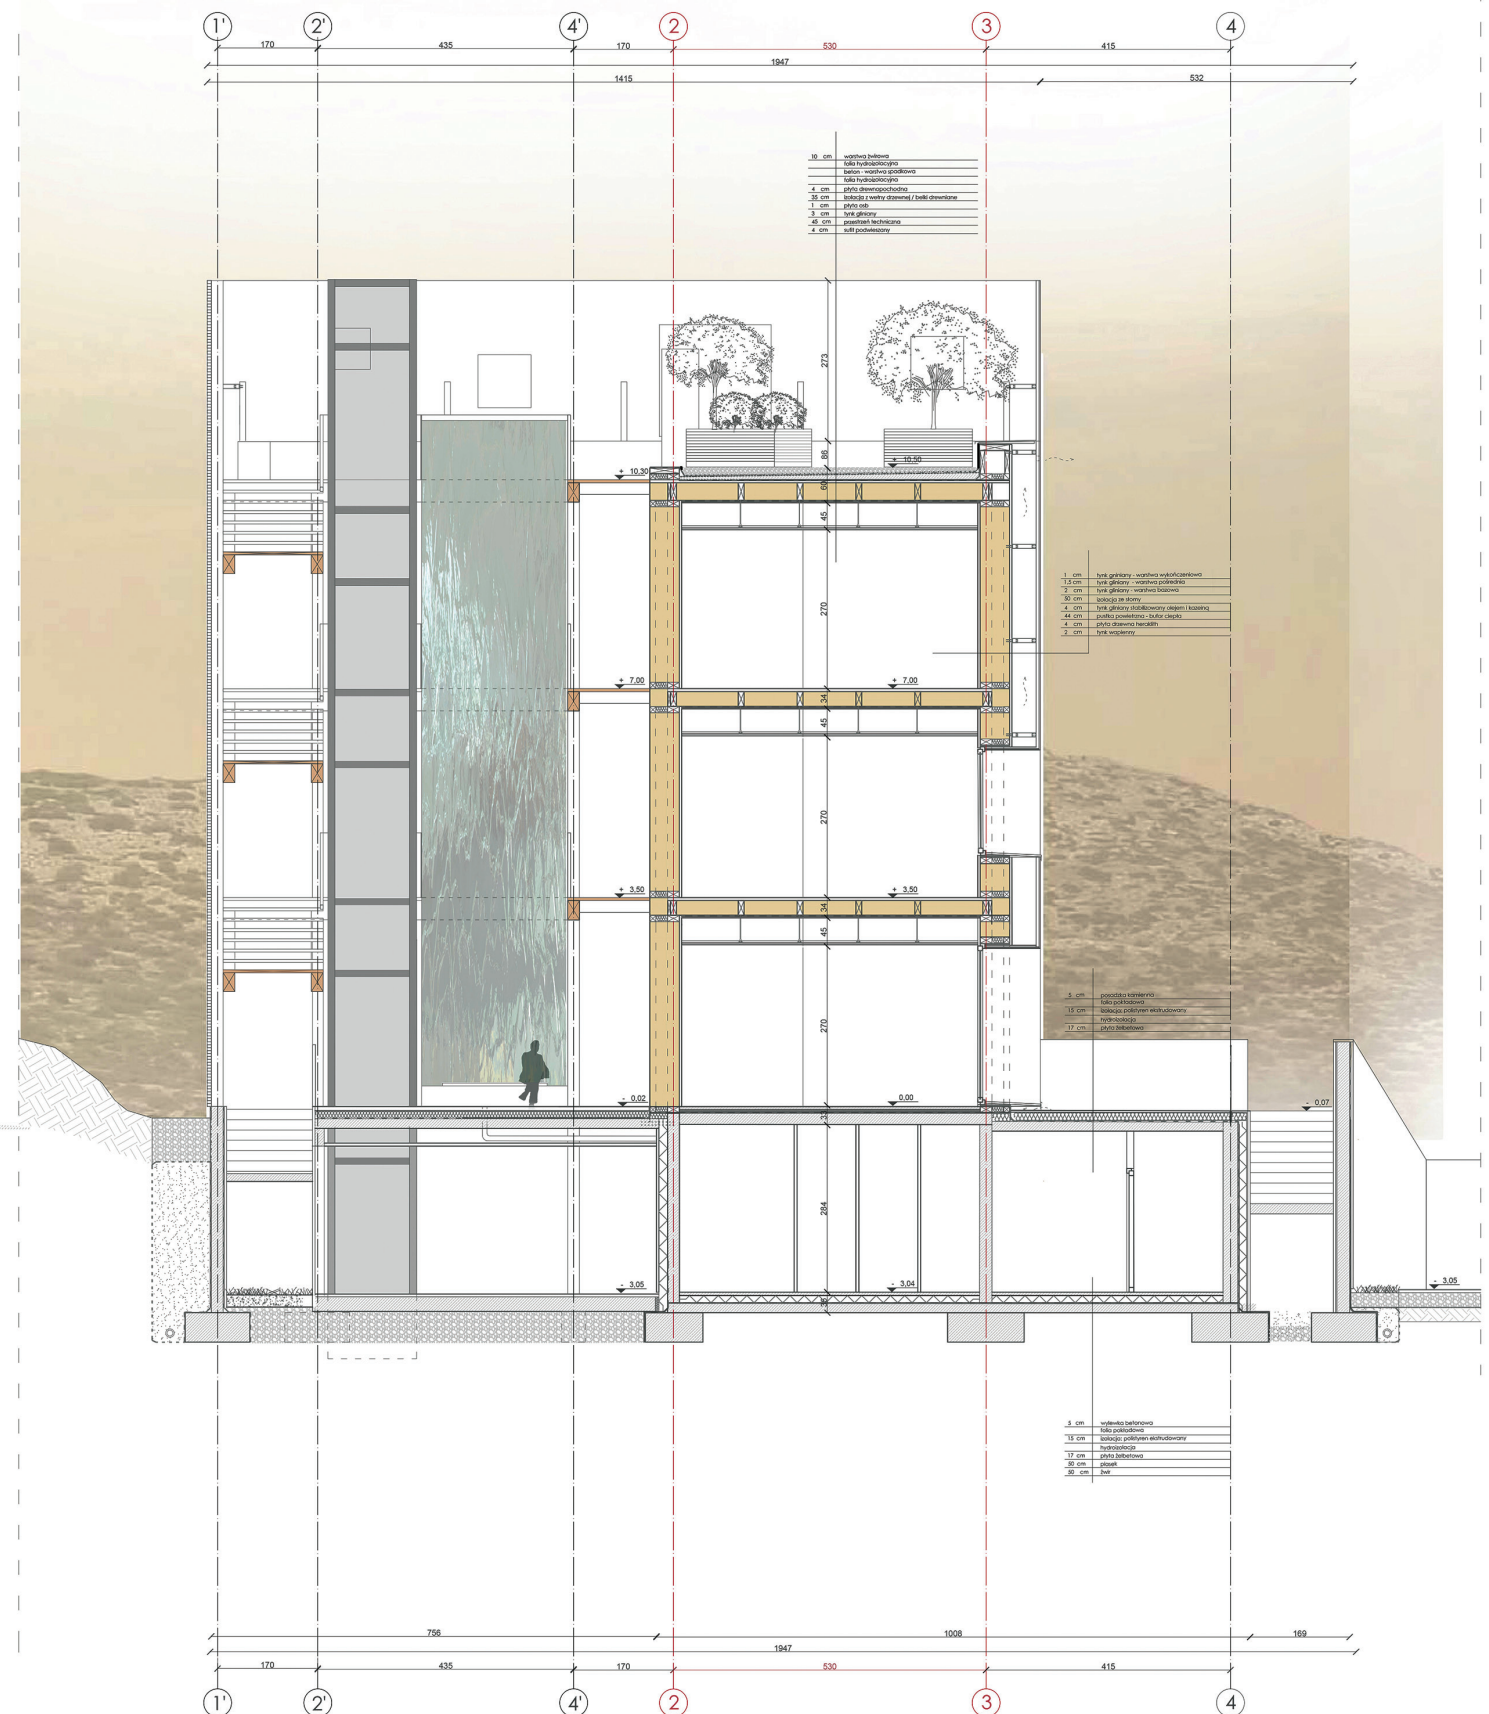 1' 2' 4' 2 3 4
170 435 170 530 415
1947
1415 532
10 cm warstwa żwirowa
folia hydroizolacyjna
beton - warstwa spadkowa
folia hydroizolacyjna
4 cm płyta drewnopochodna
35 cm izolacja z wełny drzewnej / belki drewniane
1 cm płyta osb
3 cm tynk gliniany
45 cm przestrzeń techniczna
4 cm sufit podwieszany
273
86
+ 10,30
+ 10,50
60
45
1 cm tynk gniniany - warstwa wykończeniowa
1,5 cm tynk gliniany - warstwa pośrednia
2 cm tynk gliniany - warstwa bazowa
50 cm izolacja ze słomy
4 cm tynk gliniany stabilizowany olejem i kazeiną
44 cm pustka powietrzna - bufor ciepła
4 cm płyta drzewna heraklith
2 cm tynk wapienny
270
+ 7,00
+ 7,00
34
45
270
+ 3,50
+ 3,50
34
45
5 cm posadzka kamienna
folia pokładowa
15 cm izolacja: polistyren ekstrudowany
hydroizolacja
17 cm płyta żelbetowa
270
- 0,02
0,00
- 0,07
33
284
- 3,05
- 3,04
- 3,05
5 cm wylewka betonowa
folia pokładowa
15 cm izolacja: polistyren ekstrudowany
hydroizolacja
17 cm płyta żelbetowa
50 cm piasek
50 cm żwir
756 1008 169
1947
170 435 170 530 415
1' 2' 4' 2 3 4